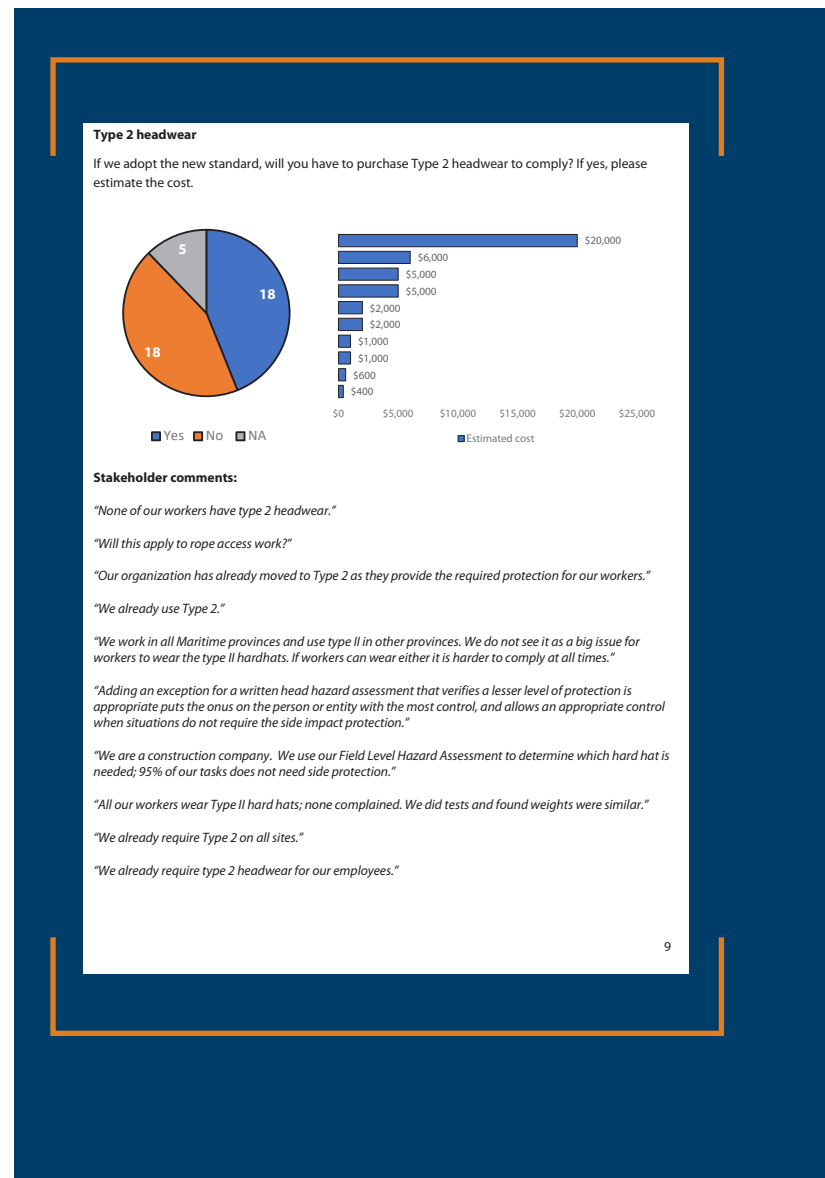 Type 2 headwear
If we adopt the new standard, will you have to purchase Type 2 headwear to comply? If yes, please
estimate the cost.
5
18
18
Yes No NA
$20,000
$6,000
$5,000
$5,000
$2,000
$2,000
$1,000
$1,000
$600
$400
$0 $5,000 $10,000 $15,000 $20,000 $25,000
Estimated cost
Stakeholder comments:
“None of our workers have type 2 headwear.”
“Will this apply to rope access work?”
“Our organization has already moved to Type 2 as they provide the required protection for our workers.”
“We already use Type 2.”
“We work in all Maritime provinces and use type II in other provinces. We do not see it as a big issue for
workers to wear the type II hardhats. If workers can wear either it is harder to comply at all times.”
“Adding an exception for a written head hazard assessment that verifies a lesser level of protection is
appropriate puts the onus on the person or entity with the most control, and allows an appropriate control
when situations do not require the side impact protection.”
“We are a construction company.  We use our Field Level Hazard Assessment to determine which hard hat is
needed; 95% of our tasks does not need side protection.”
“All our workers wear Type II hard hats; none complained. We did tests and found weights were similar.”
“We already require Type 2 on all sites.”
“We already require type 2 headwear for our employees.”
9